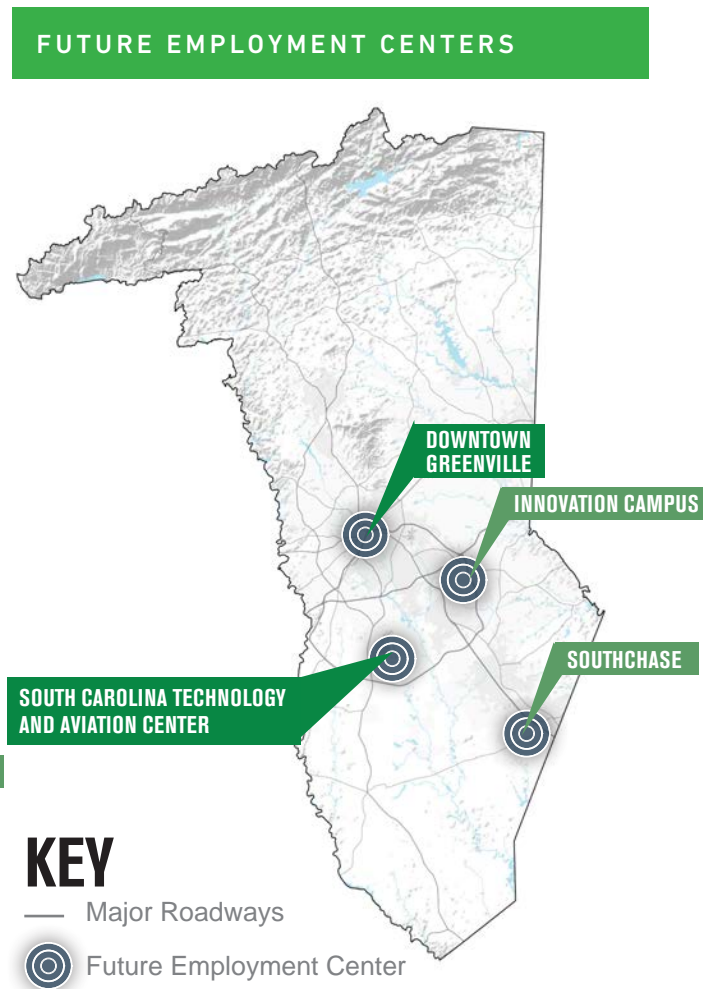 FUTURE EMPLOYMENT CENTERS
DOWNTOWN
GREENVILLE
INNOVATION CAMPUS
SOUTHCHASE
SOUTH CAROLINA TECHNOLOGY
AND AVIATION CENTER
KEY
Major Roadways
Future Employment Center